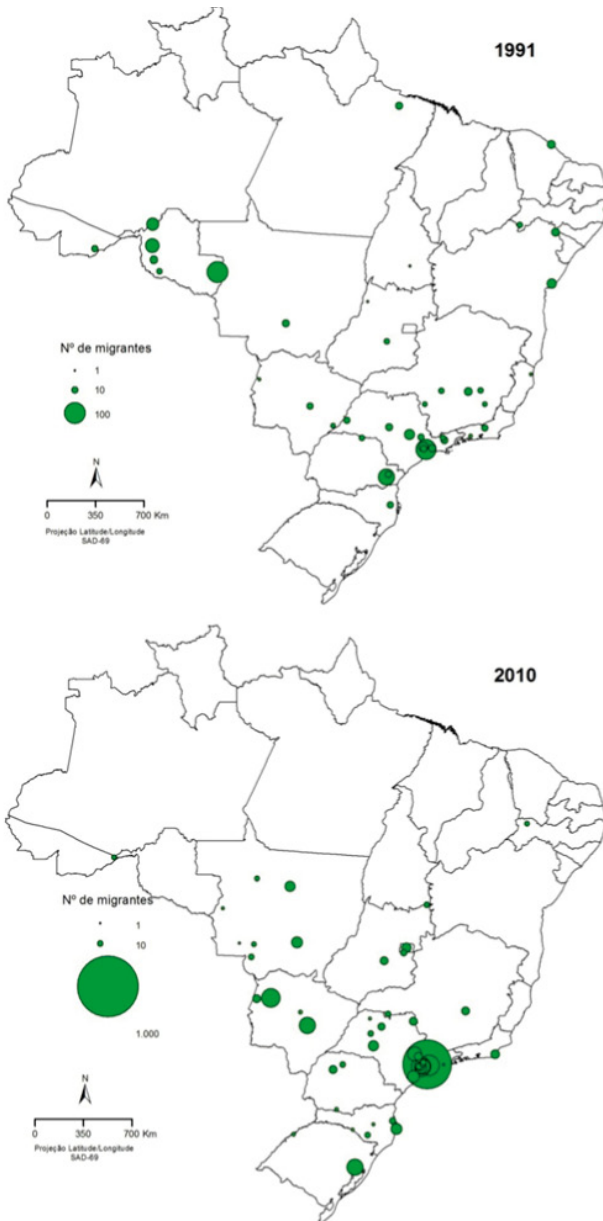 1991
Nº de migrantes
1
10
100
N
0 350 700 Km
Projeção Latitude/Longitude
SAD-69
2010
Nº de migrantes
1
10
1.000
N
0 350 700 Km
Projeção Latitude/Longitude
SAD-69